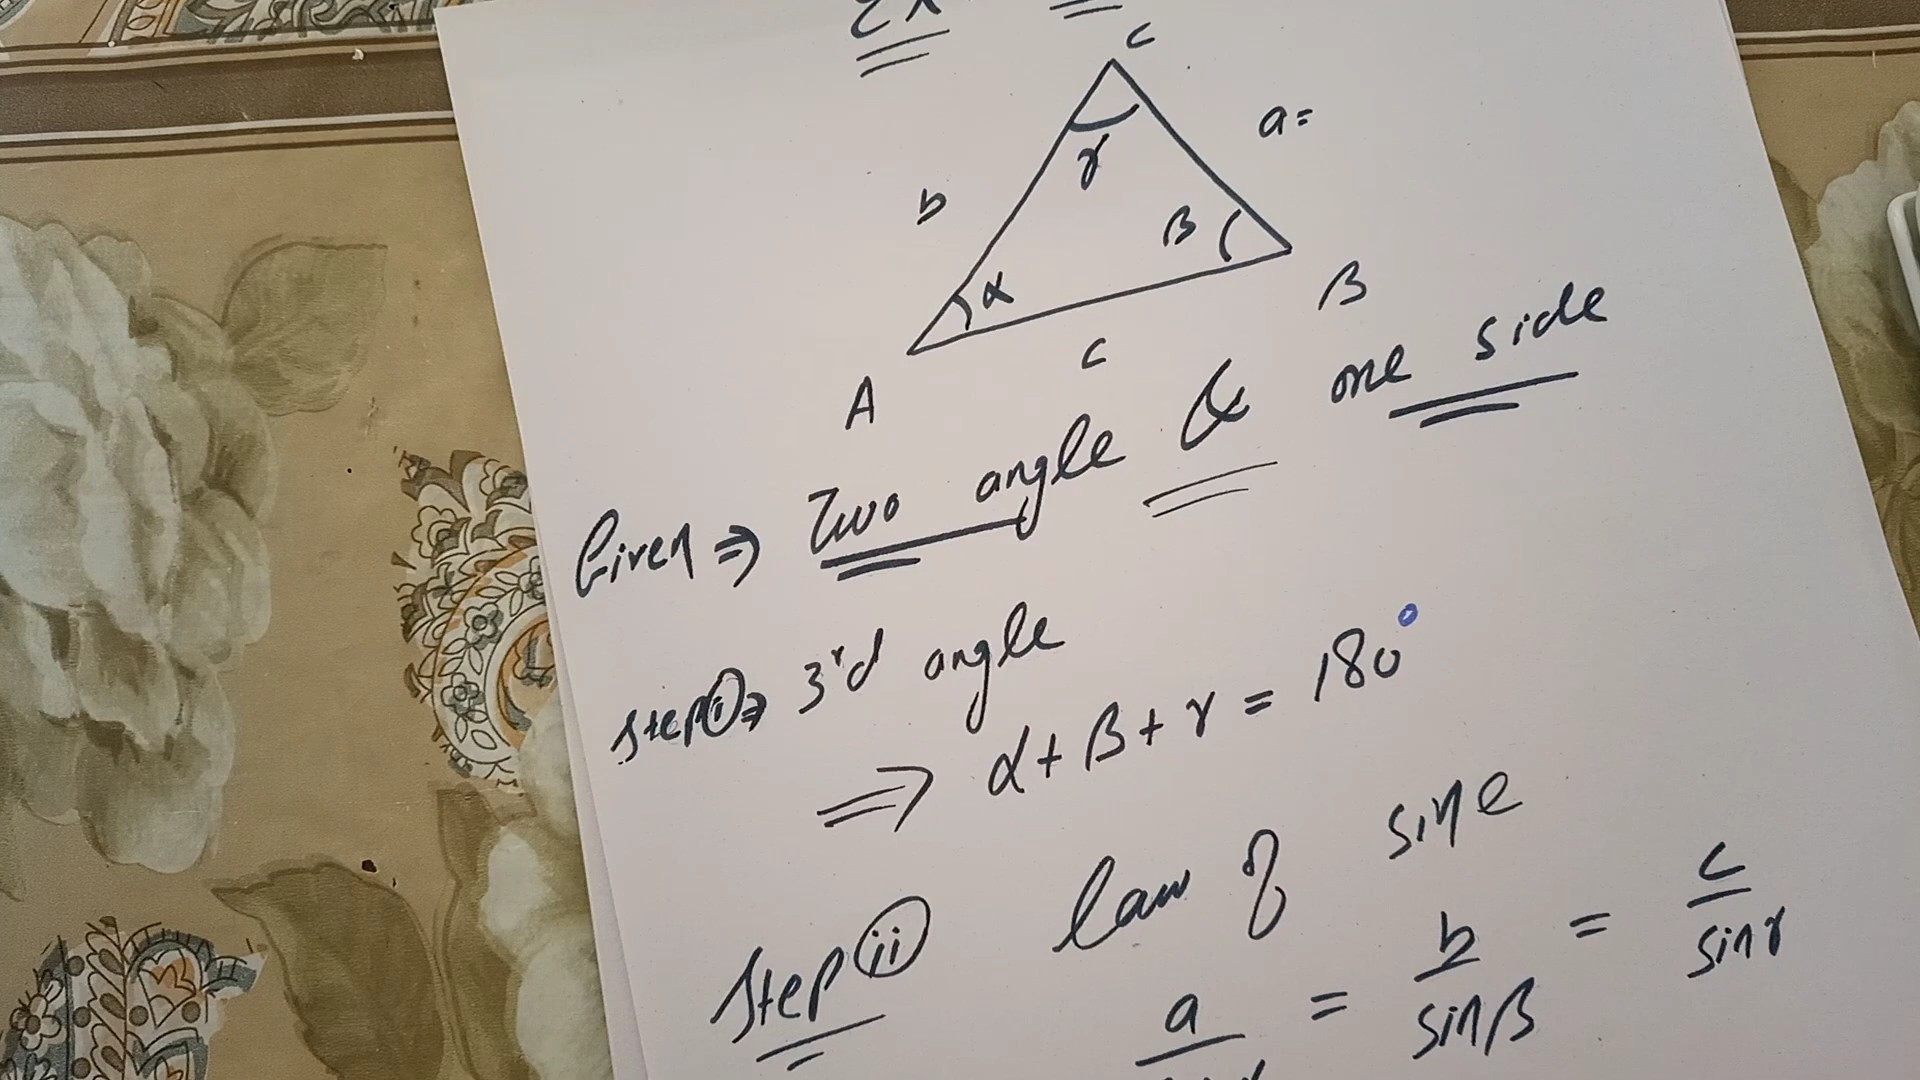 C
a=
γ
b
β
α
B
C
A
Given ⇒ Two angle & one side
Step (i) ⇒ 3rd angle
⇒ α + β + γ = 180°
Step (ii) law of sine
a = b/sinβ = c/sinγ